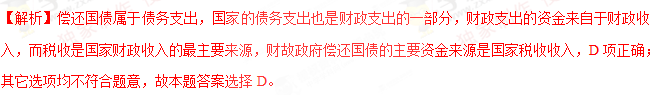 【解析】偿还国债属于债务支出，国家的债务支出也是财政支出的一部分，财政支出的资金来自于财政收
入，而税收是国家财政收入的最主要来源，财故政府偿还国债的主要资金来源是国家税收收入，D 项正确；
其它选项均不符合题意，故本题答案选择 D。